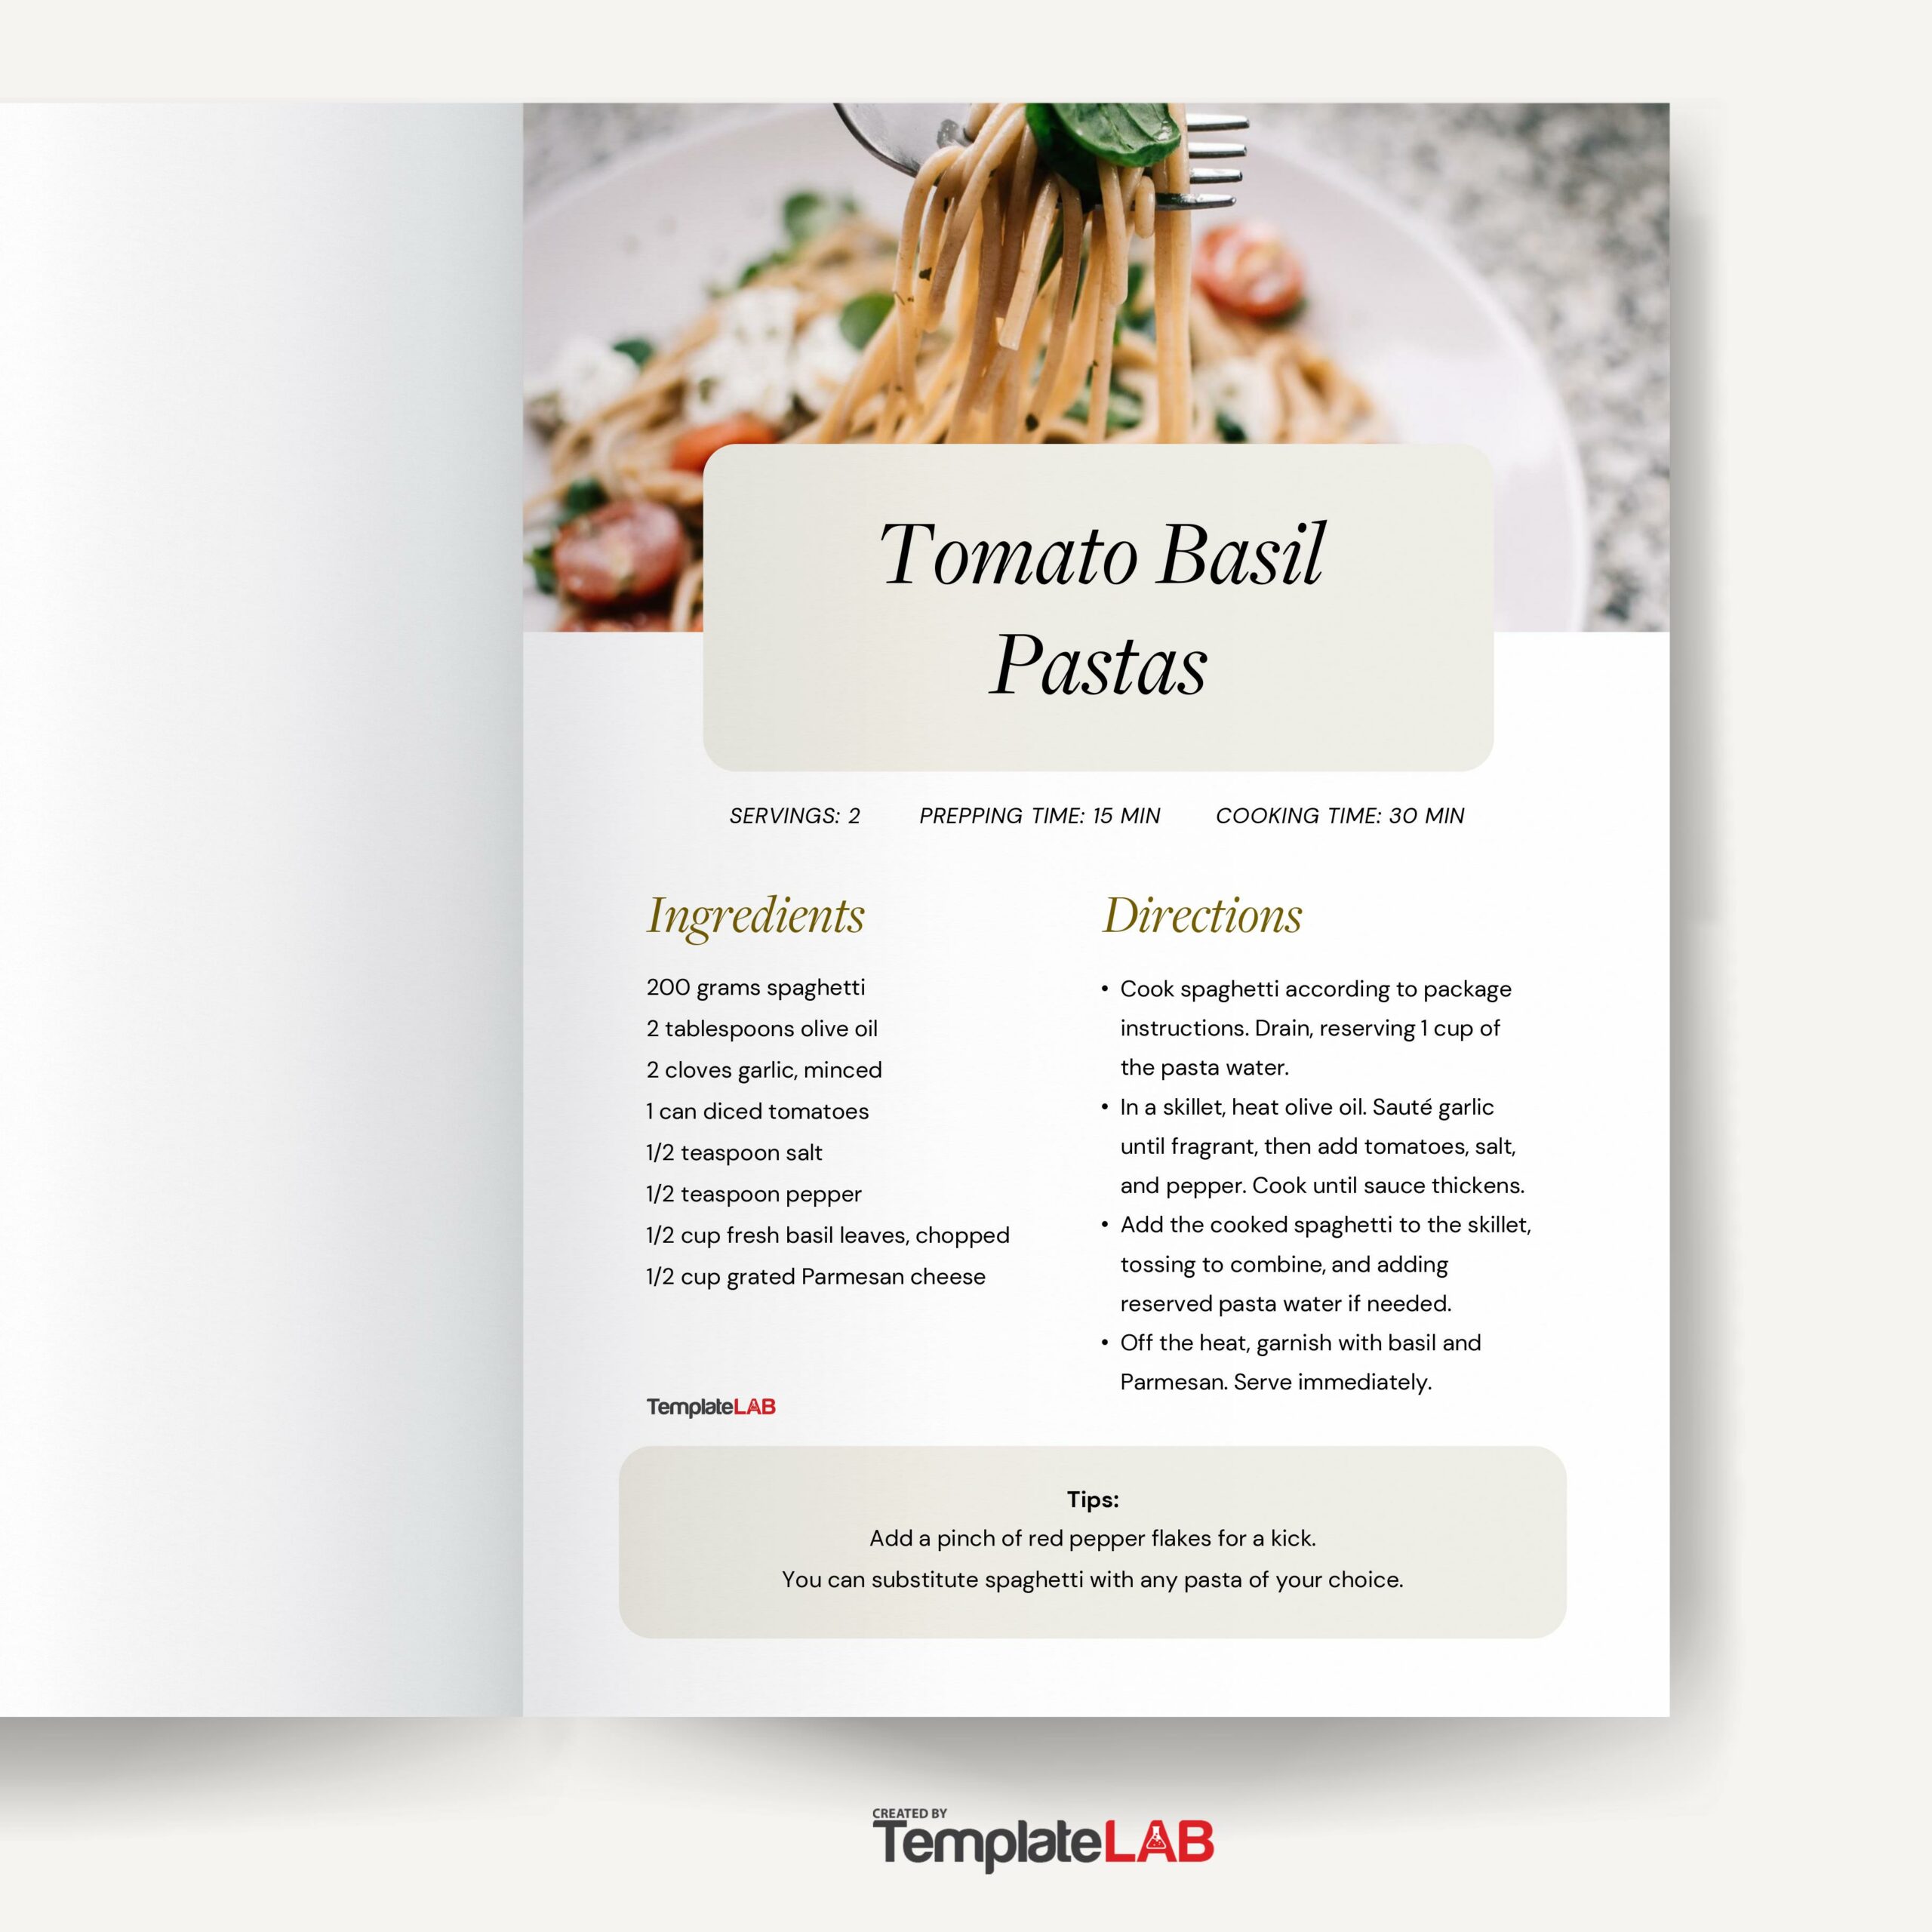 Tomato Basil
Pastas
SERVINGS: 2 PREPPING TIME: 15 MIN COOKING TIME: 30 MIN
Ingredients
200 grams spaghetti
2 tablespoons olive oil
2 cloves garlic, minced
1 can diced tomatoes
1/2 teaspoon salt
1/2 teaspoon pepper
1/2 cup fresh basil leaves, chopped
1/2 cup grated Parmesan cheese
TemplateLAB
Directions
• Cook spaghetti according to package
instructions. Drain, reserving 1 cup of
the pasta water.
• In a skillet, heat olive oil. Sauté garlic
until fragrant, then add tomatoes, salt,
and pepper. Cook until sauce thickens.
• Add the cooked spaghetti to the skillet,
tossing to combine, and adding
reserved pasta water if needed.
• Off the heat, garnish with basil and
Parmesan. Serve immediately.
Tips:
Add a pinch of red pepper flakes for a kick.
You can substitute spaghetti with any pasta of your choice.
CREATED BY
TemplateLAB